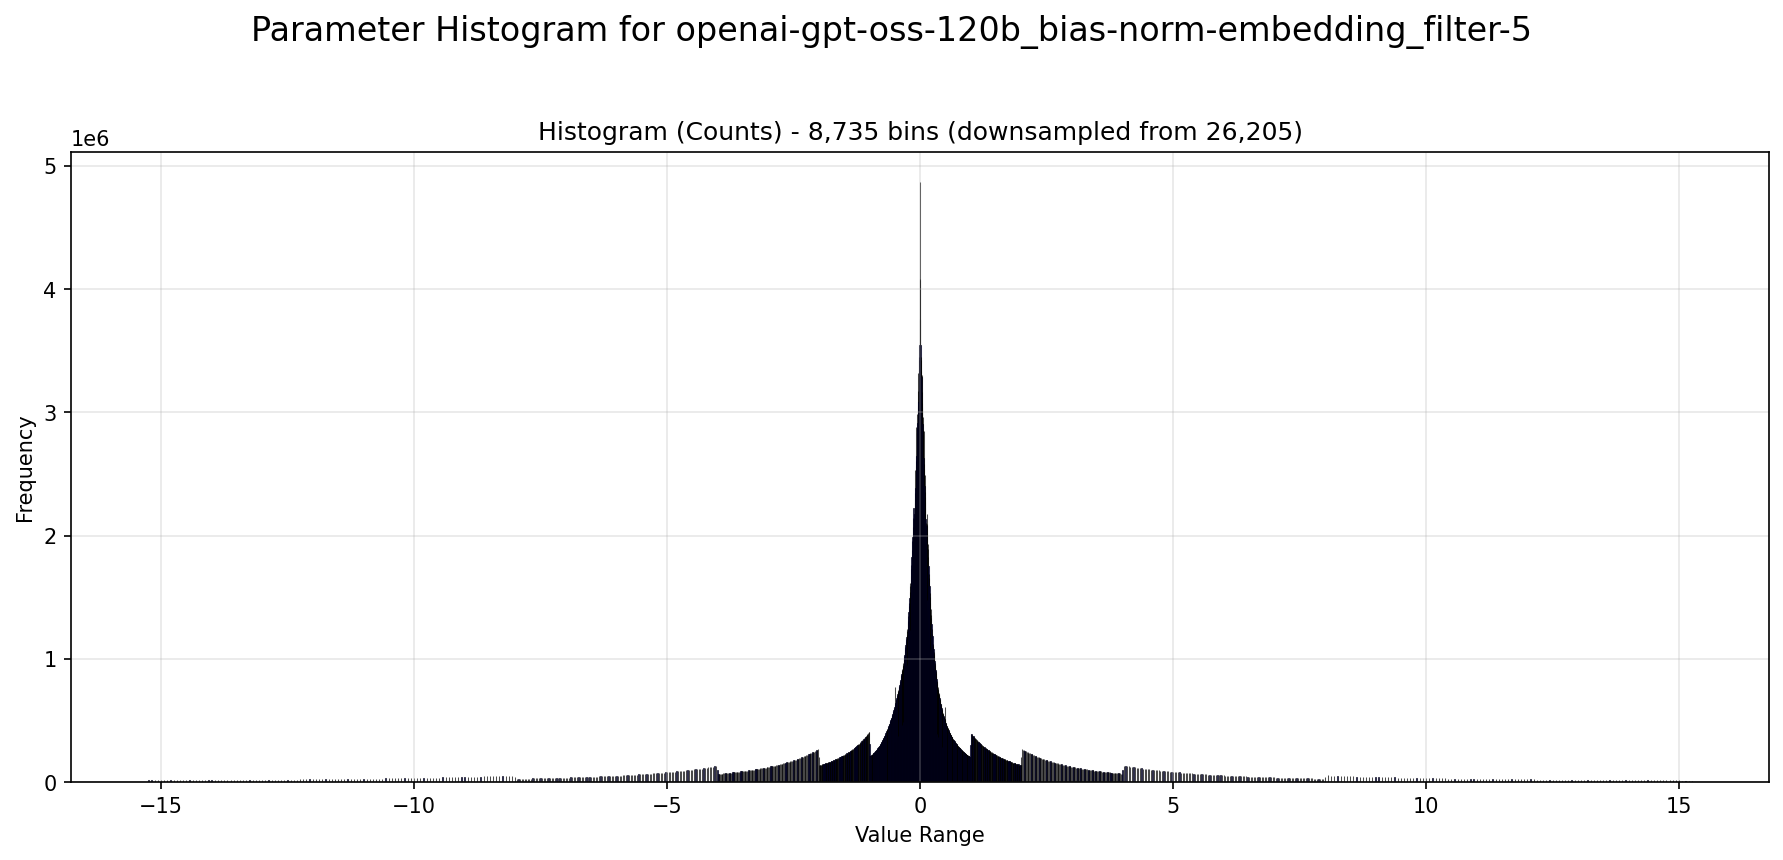 Parameter Histogram for openai-gpt-oss-120b_bias-norm-embedding_filter-5
Histogram (Counts) - 8,735 bins (downsampled from 26,205)
1e6
5
4
3
2
1
0
Frequency
−15
−10
−5
0
5
10
15
Value Range